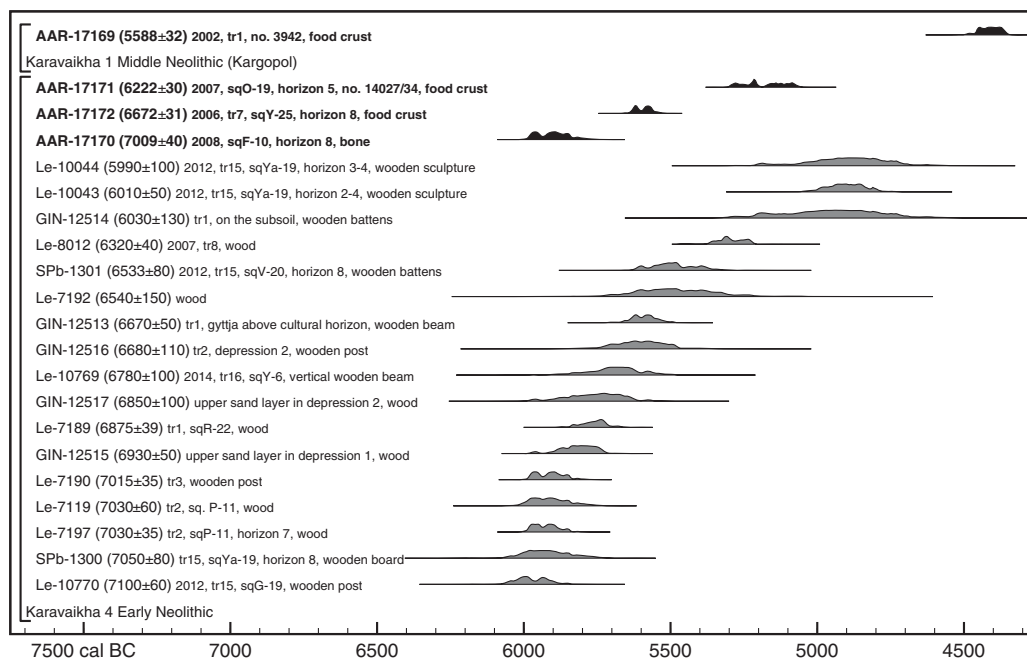 AAR-17169 (5588±32) 2002, tr1, no. 3942, food crust
Karavaikha 1 Middle Neolithic (Kargopol)
AAR-17171 (6222±30) 2007, sqO-19, horizon 5, no. 14027/34, food crust
AAR-17172 (6672±31) 2006, tr7, sqY-25, horizon 8, food crust
AAR-17170 (7009±40) 2008, sqF-10, horizon 8, bone
Le-10044 (5990±100) 2012, tr15, sqYa-19, horizon 3-4, wooden sculpture
Le-10043 (6010±50) 2012, tr15, sqYa-19, horizon 2-4, wooden sculpture
GIN-12514 (6030±130) tr1, on the subsoil, wooden battens
Le-8012 (6320±40) 2007, tr8, wood
SPb-1301 (6533±80) 2012, tr15, sqV-20, horizon 8, wooden battens
Le-7192 (6540±150) wood
GIN-12513 (6670±50) tr1, gyttja above cultural horizon, wooden beam
GIN-12516 (6680±110) tr2, depression 2, wooden post
Le-10769 (6780±100) 2014, tr16, sqY-6, vertical wooden beam
GIN-12517 (6850±100) upper sand layer in depression 2, wood
Le-7189 (6875±39) tr1, sqR-22, wood
GIN-12515 (6930±50) upper sand layer in depression 1, wood
Le-7190 (7015±35) tr3, wooden post
Le-7119 (7030±60) tr2, sq. P-11, wood
Le-7197 (7030±35) tr2, sqP-11, horizon 7, wood
SPb-1300 (7050±80) tr15, sqYa-19, horizon 8, wooden board
Le-10770 (7100±60) 2012, tr15, sqG-19, wooden post
Karavaikha 4 Early Neolithic
7500 cal BC 7000 6500 6000 5500 5000 4500